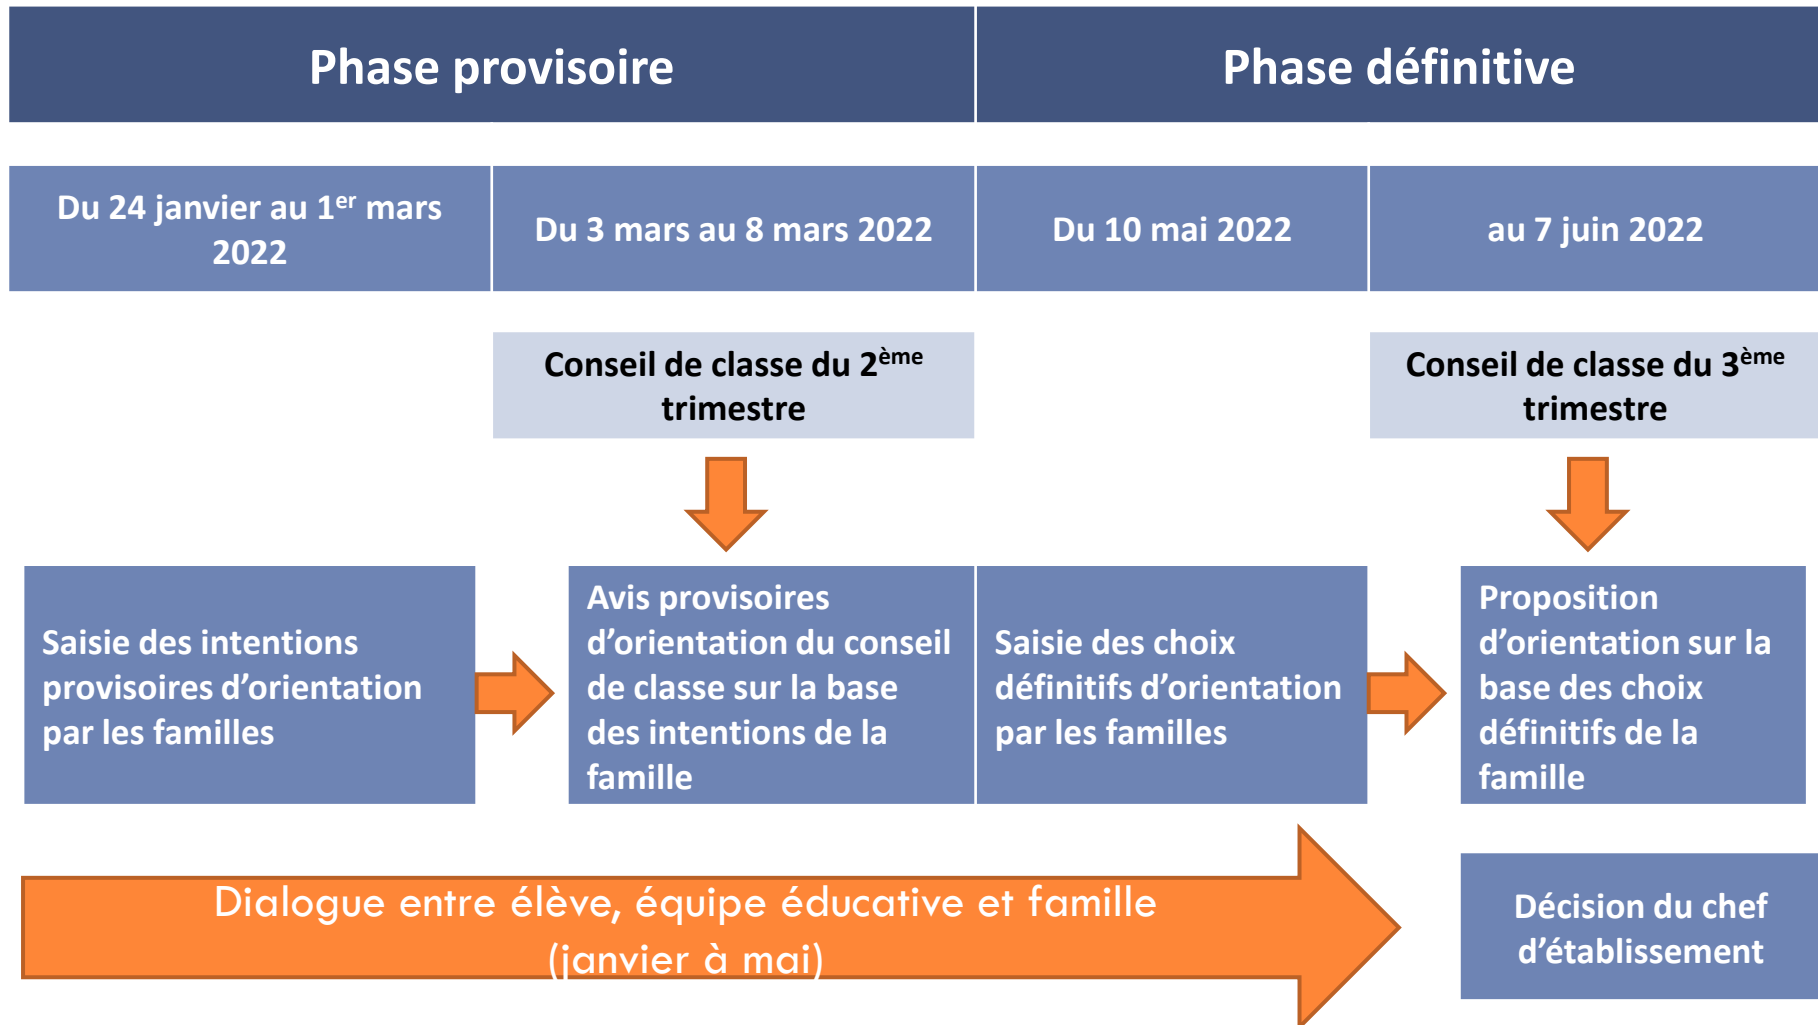 Phase provisoire
Phase définitive
Du 24 janvier au 1er mars
2022
Du 3 mars au 8 mars 2022
Du 10 mai 2022
au 7 juin 2022
Conseil de classe du 2ème
trimestre
Conseil de classe du 3ème
trimestre
Saisie des intentions
provisoires d’orientation
par les familles
Avis provisoires
d’orientation du conseil
de classe sur la base
des intentions de la
famille
Saisie des choix
définitifs d’orientation
par les familles
Proposition
d’orientation sur la
base des choix
définitifs de la
famille
Dialogue entre élève, équipe éducative et famille
(janvier à mai)
Décision du chef
d’établissement